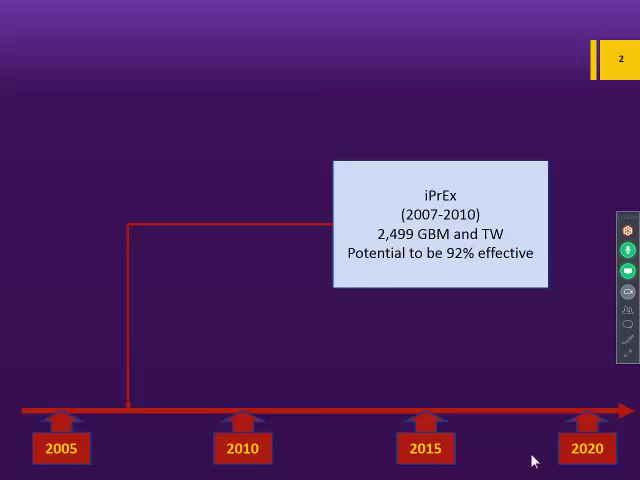 2
iPrEx
(2007-2010)
2,499 GBM and TW
Potential to be 92% effective
2005
2010
2015
2020